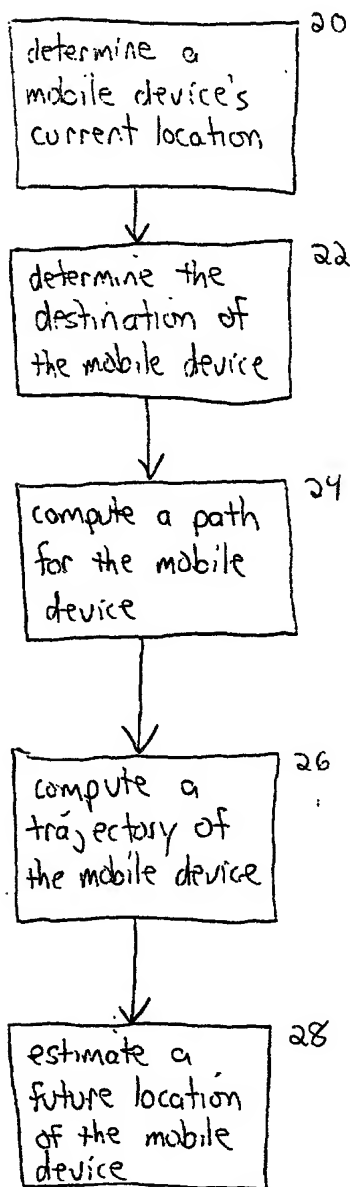 20
determine a
mobile device's
current location
22
determine the
destination of
the mobile device
24
compute a path
for the mobile
device
26
compute a
trajectory of
the mobile device
28
estimate a
future location
of the mobile
device